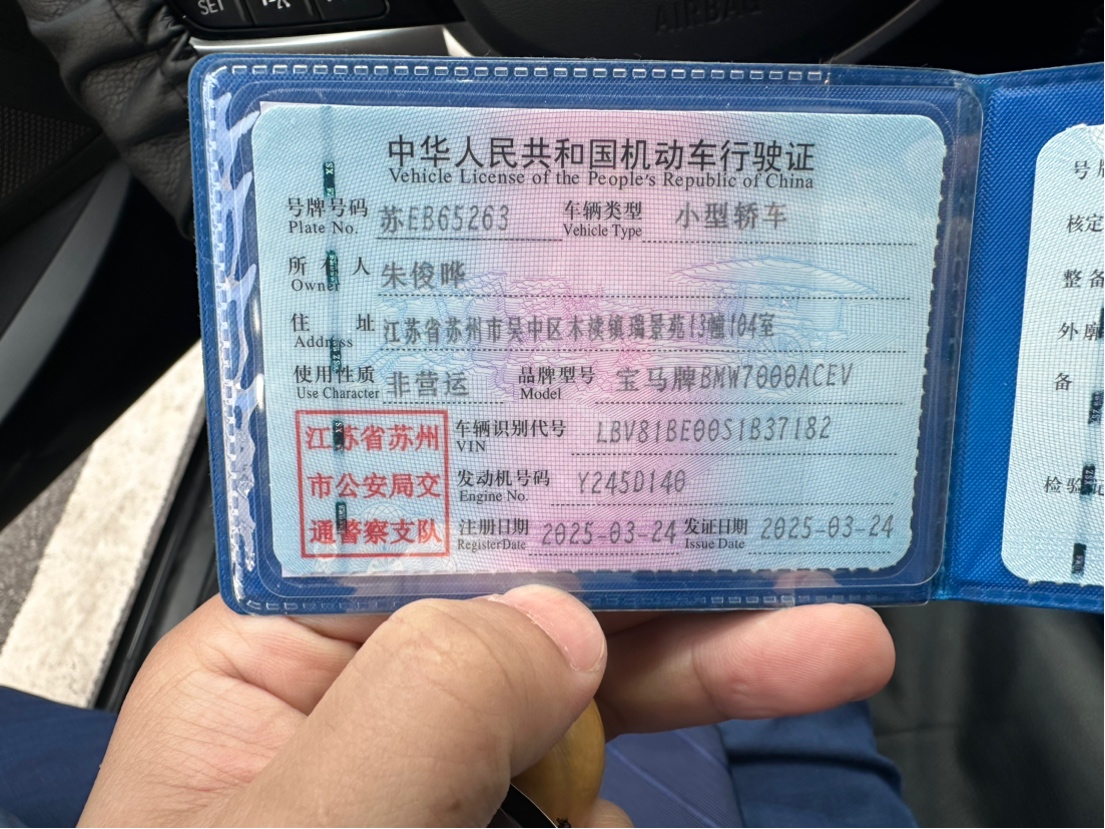 SET
AIRBAG
中华人民共和国机动车行驶证
Vehicle License of the People's Republic of China
号牌号码 苏EB65263 车辆类型 小型轿车
Plate No. Vehicle Type
所有人 朱俊晔
Owner
住址 江苏省苏州市吴中区木渎镇瑞景苑13幢104室
Address
使用性质 非营运 品牌型号 宝马牌BMW7000ACEV
Use Character Model
江苏省苏州
市公安局交
通警察支队
车辆识别代号 LBV81BE00S1B37182
VIN
发动机号码 Y245D140
Engine No.
注册日期 2025-03-24 发证日期 2025-03-24
Register Date Issue Date
号牌
核定
整备
外廓
备
检验记